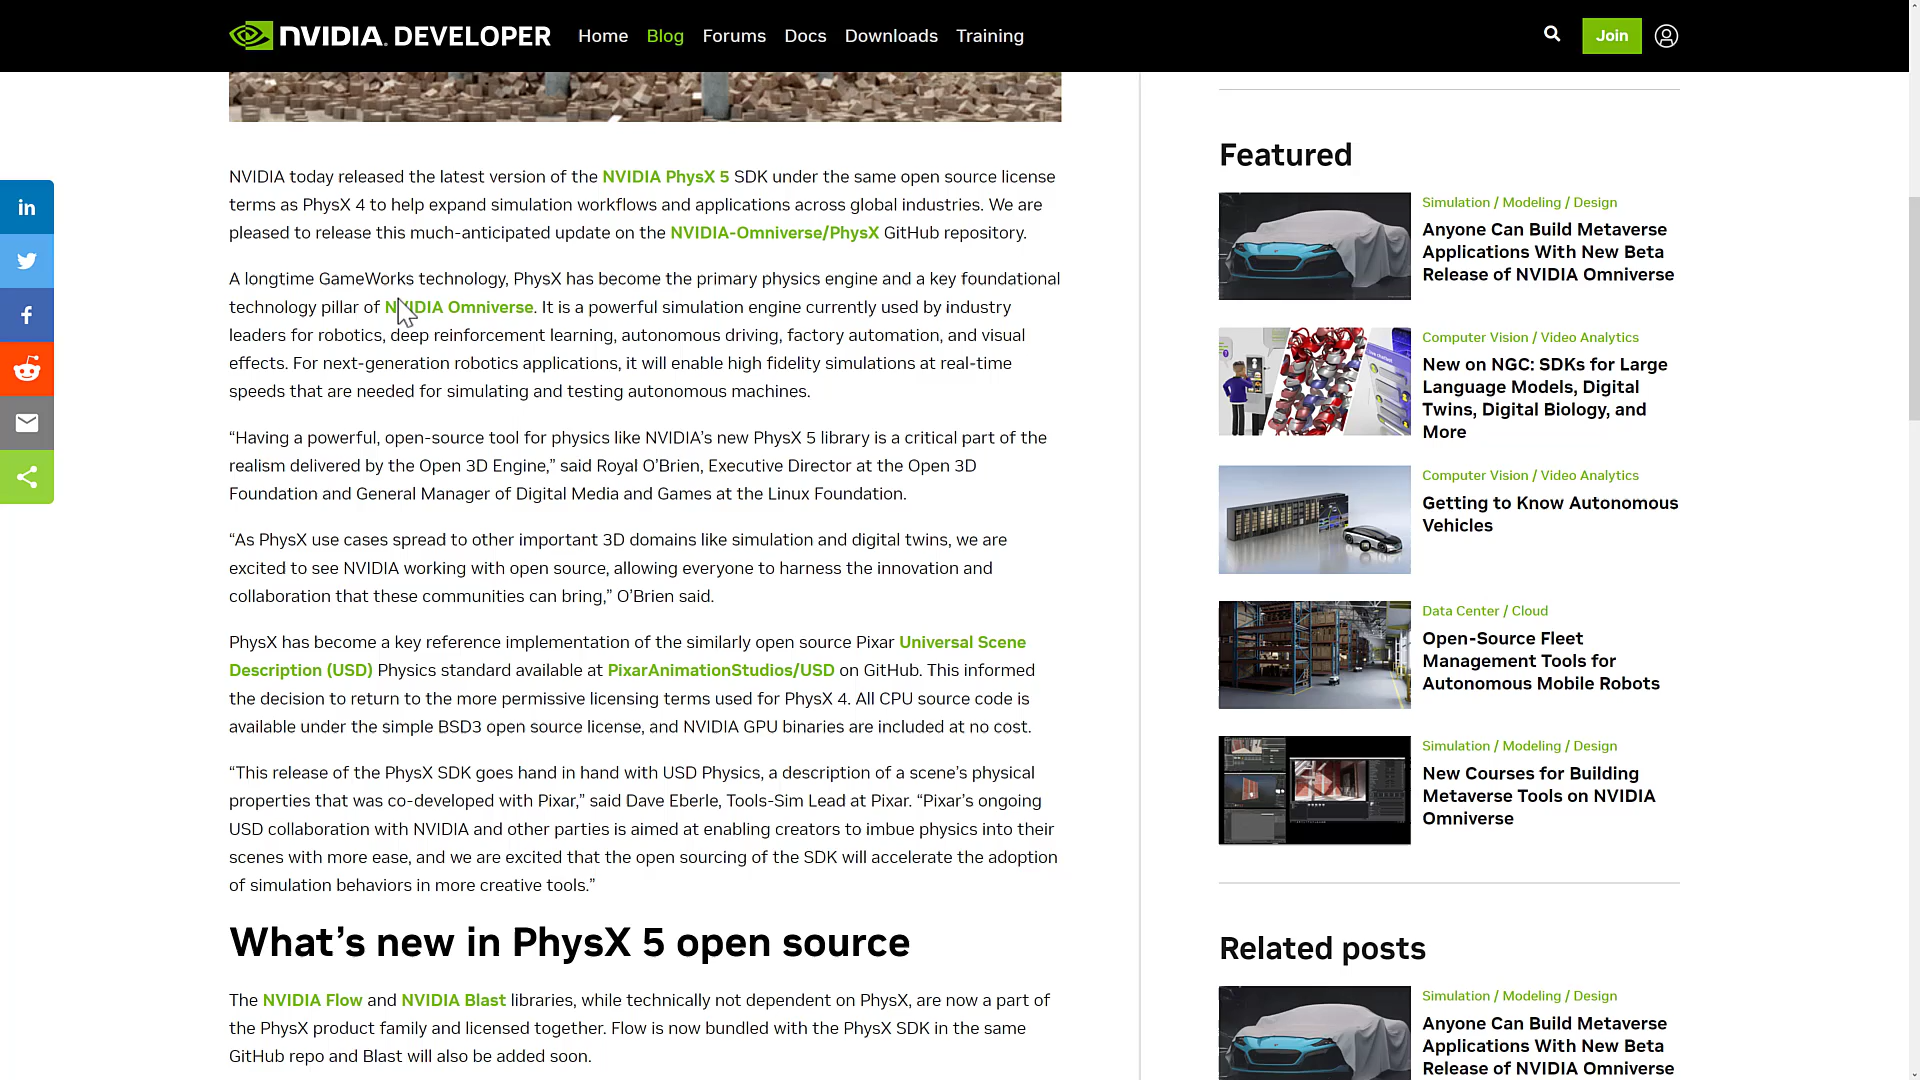 NVIDIA. DEVELOPER
Home Blog Forums Docs Downloads Training
Join
in
f
NVIDIA today released the latest version of the NVIDIA PhysX 5 SDK under the same open source license
terms as PhysX 4 to help expand simulation workflows and applications across global industries. We are
pleased to release this much-anticipated update on the NVIDIA-Omniverse/PhysX GitHub repository.
A longtime GameWorks technology, PhysX has become the primary physics engine and a key foundational
technology pillar of NVIDIA Omniverse. It is a powerful simulation engine currently used by industry
leaders for robotics, deep reinforcement learning, autonomous driving, factory automation, and visual
effects. For next-generation robotics applications, it will enable high fidelity simulations at real-time
speeds that are needed for simulating and testing autonomous machines.
“Having a powerful, open-source tool for physics like NVIDIA’s new PhysX 5 library is a critical part of the
realism delivered by the Open 3D Engine,” said Royal O’Brien, Executive Director at the Open 3D
Foundation and General Manager of Digital Media and Games at the Linux Foundation.
“As PhysX use cases spread to other important 3D domains like simulation and digital twins, we are
excited to see NVIDIA working with open source, allowing everyone to harness the innovation and
collaboration that these communities can bring,” O’Brien said.
PhysX has become a key reference implementation of the similarly open source Pixar Universal Scene
Description (USD) Physics standard available at PixarAnimationStudios/USD on GitHub. This informed
the decision to return to the more permissive licensing terms used for PhysX 4. All CPU source code is
available under the simple BSD3 open source license, and NVIDIA GPU binaries are included at no cost.
“This release of the PhysX SDK goes hand in hand with USD Physics, a description of a scene’s physical
properties that was co-developed with Pixar,” said Dave Eberle, Tools-Sim Lead at Pixar. “Pixar’s ongoing
USD collaboration with NVIDIA and other parties is aimed at enabling creators to imbue physics into their
scenes with more ease, and we are excited that the open sourcing of the SDK will accelerate the adoption
of simulation behaviors in more creative tools.”
What’s new in PhysX 5 open source
The NVIDIA Flow and NVIDIA Blast libraries, while technically not dependent on PhysX, are now a part of
the PhysX product family and licensed together. Flow is now bundled with the PhysX SDK in the same
GitHub repo and Blast will also be added soon.
Featured
Simulation / Modeling / Design
Anyone Can Build Metaverse
Applications With New Beta
Release of NVIDIA Omniverse
Computer Vision / Video Analytics
New on NGC: SDKs for Large
Language Models, Digital
Twins, Digital Biology, and
More
Computer Vision / Video Analytics
Getting to Know Autonomous
Vehicles
Data Center / Cloud
Open-Source Fleet
Management Tools for
Autonomous Mobile Robots
Simulation / Modeling / Design
New Courses for Building
Metaverse Tools on NVIDIA
Omniverse
Related posts
Simulation / Modeling / Design
Anyone Can Build Metaverse
Applications With New Beta
Release of NVIDIA Omniverse